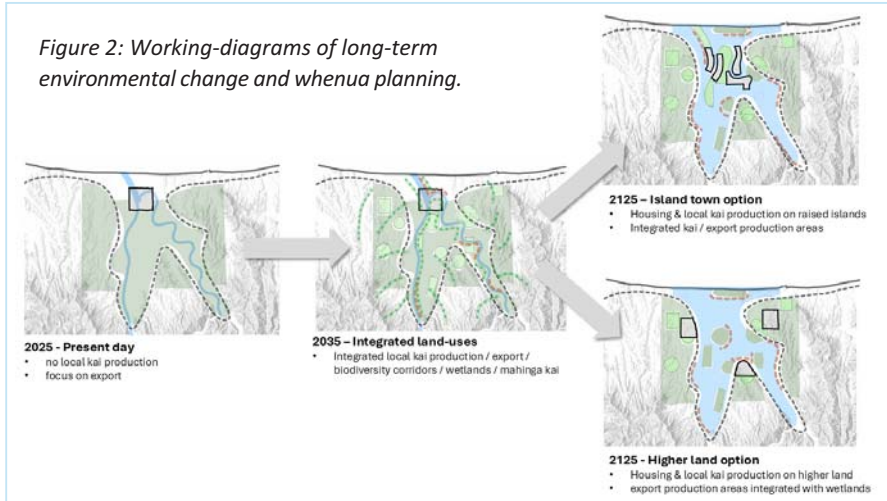 Figure 2: Working-diagrams of long-term
environmental change and whenua planning.
2025 - Present day
• no local kai production
• focus on export
2035 – Integrated land-uses
• Integrated local kai production / export /
biodiversity corridors / wetlands / mahinga kai
2125 – Island town option
• Housing & local kai production on raised islands
• Integrated kai / export production areas
2125 - Higher land option
• Housing & local kai production on higher land
• export production areas integrated with wetlands